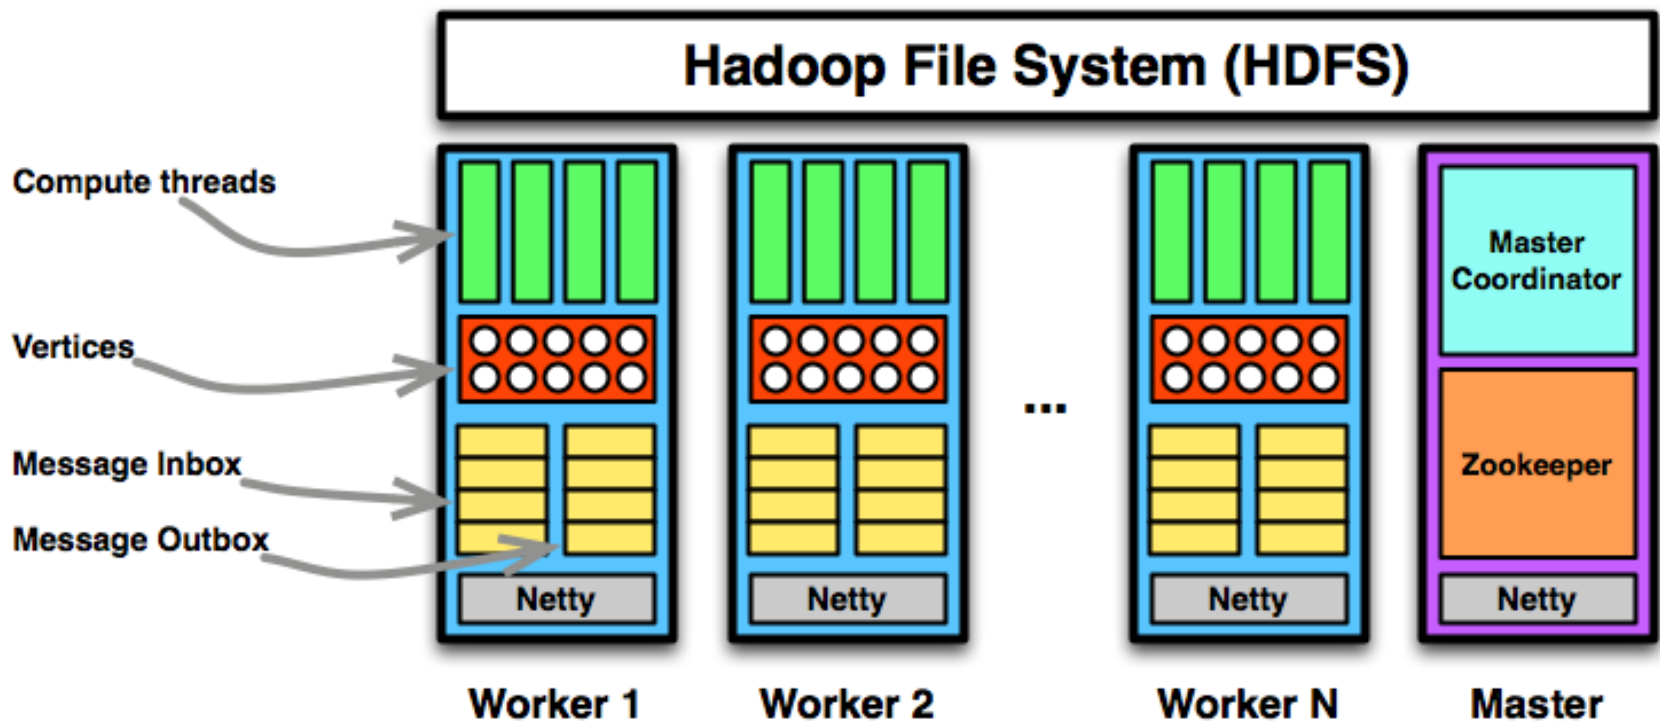 Hadoop File System (HDFS)
Compute threads
Vertices
Message Inbox
Message Outbox
Master
Coordinator
Zookeeper
...
Netty
Netty
Netty
Netty
Worker 1
Worker 2
Worker N
Master